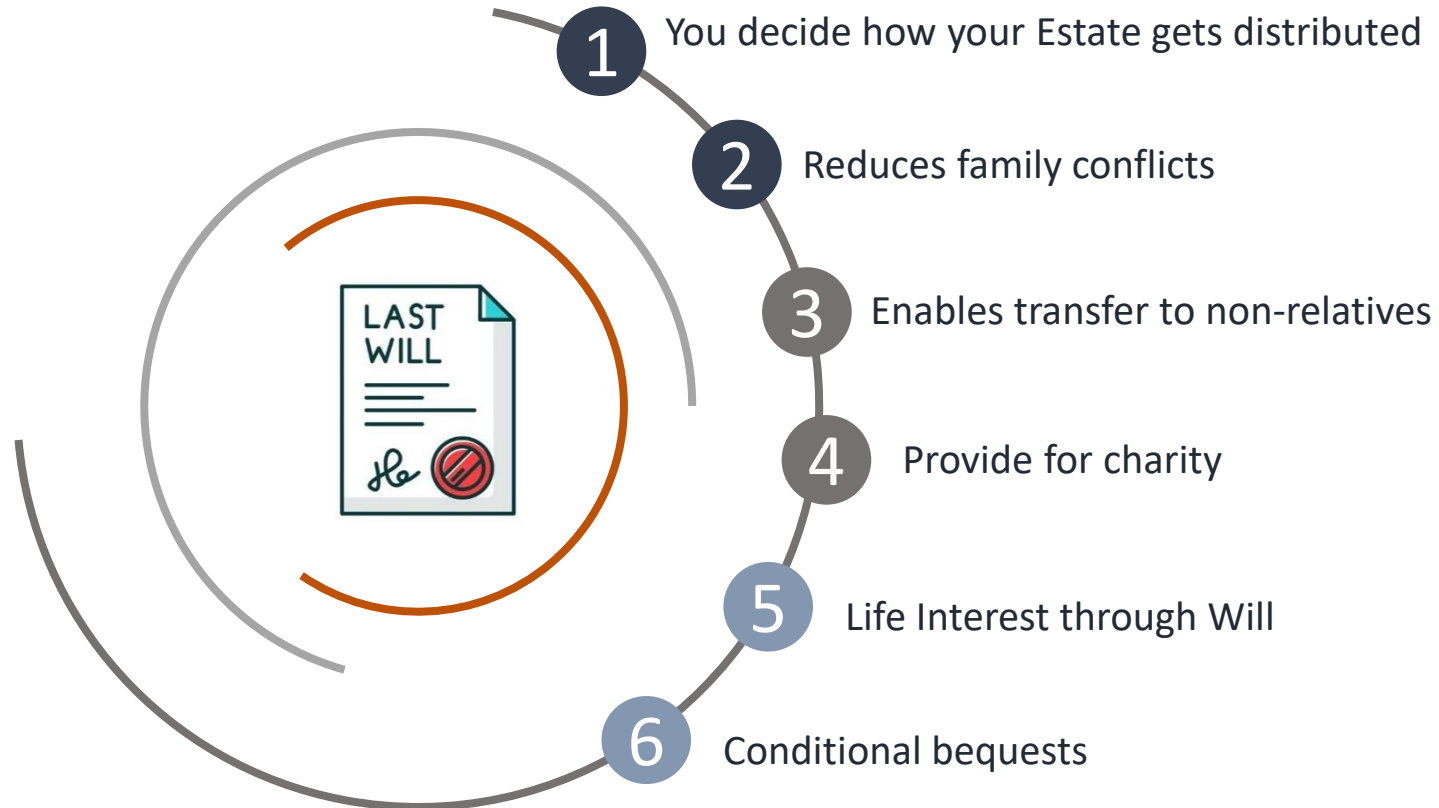 1 You decide how your Estate gets distributed
2 Reduces family conflicts
3 Enables transfer to non-relatives
4 Provide for charity
5 Life Interest through Will
6 Conditional bequests
LAST
WILL